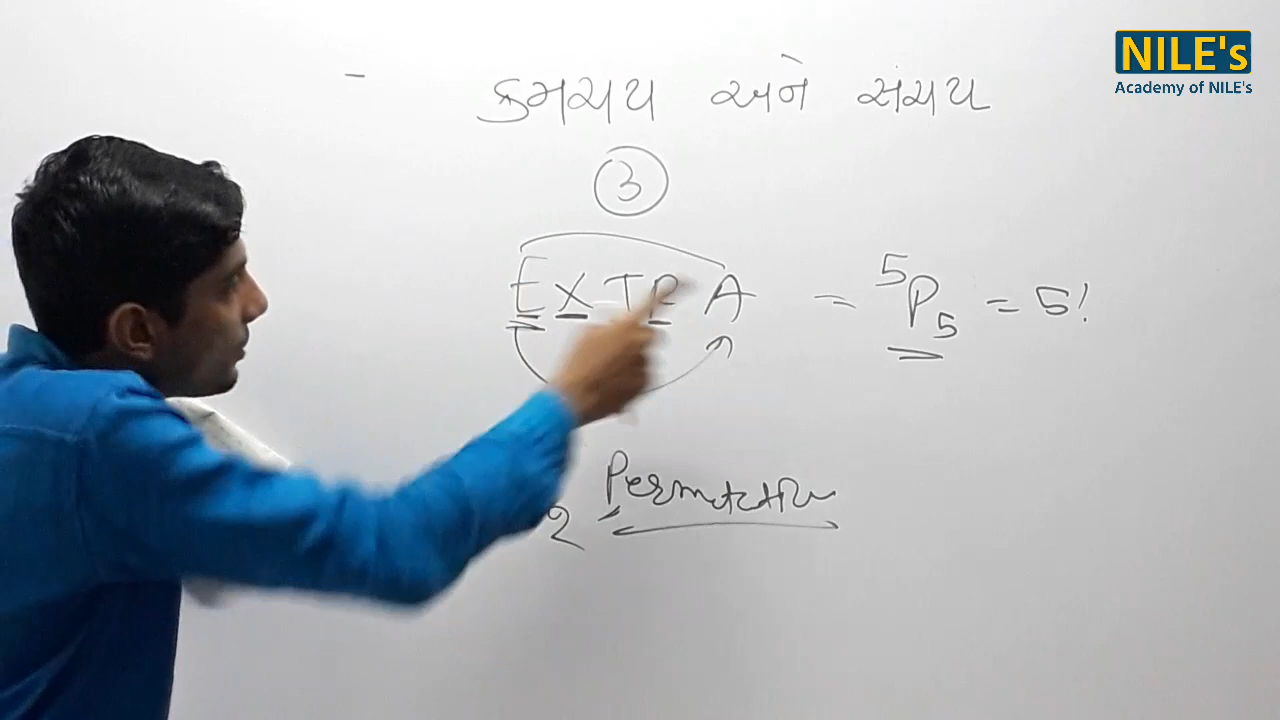 NILE's
Academy of NILE's
ક્રમચય અને સંચય
3
EXTRA = ⁵P₅ = 5!
2 Permutation